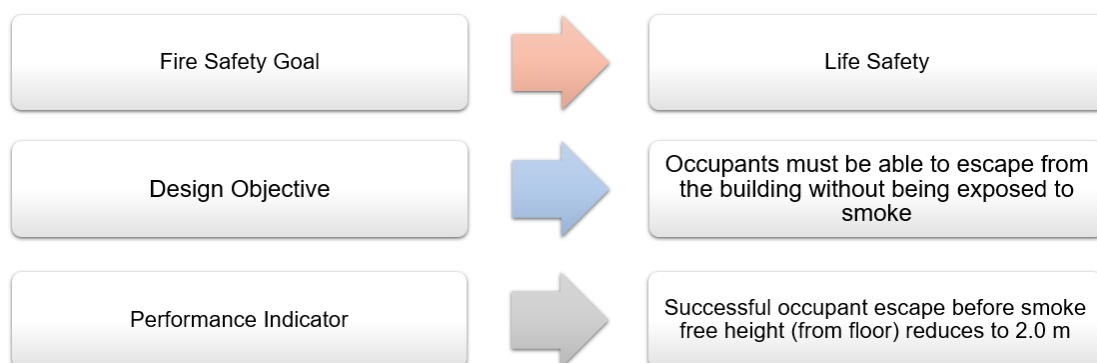 Fire Safety Goal
Life Safety
Design Objective
Occupants must be able to escape from
the building without being exposed to
smoke
Performance Indicator
Successful occupant escape before smoke
free height (from floor) reduces to 2.0 m